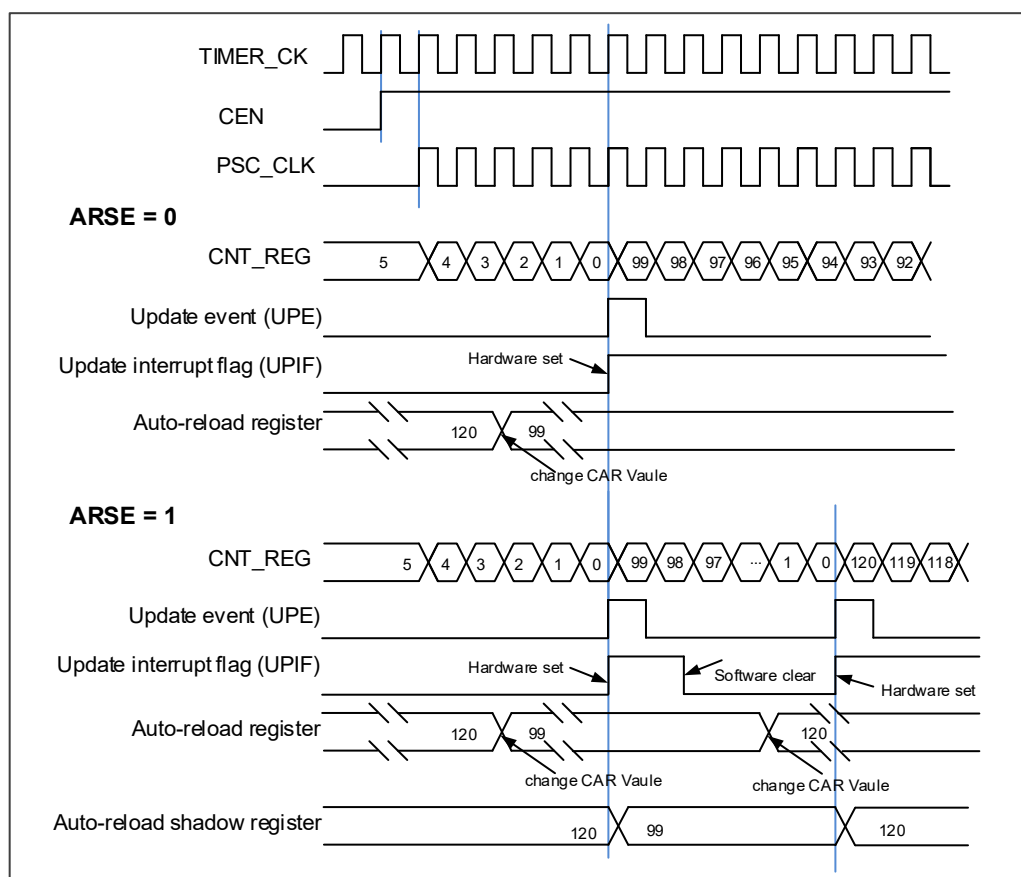 TIMER_CK
CEN
PSC_CLK
ARSE = 0
CNT_REG 5 4 3 2 1 0 99 98 97 96 95 94 93 92
Update event (UPE)
Update interrupt flag (UPIF) Hardware set
Auto-reload register 120 99
change CAR Vaule
ARSE = 1
CNT_REG 5 4 3 2 1 0 99 98 97 ... 1 0 120 119 118
Update event (UPE)
Update interrupt flag (UPIF) Hardware set Software clear Hardware set
Auto-reload register 120 99 120
change CAR Vaule change CAR Vaule
Auto-reload shadow register 120 99 120